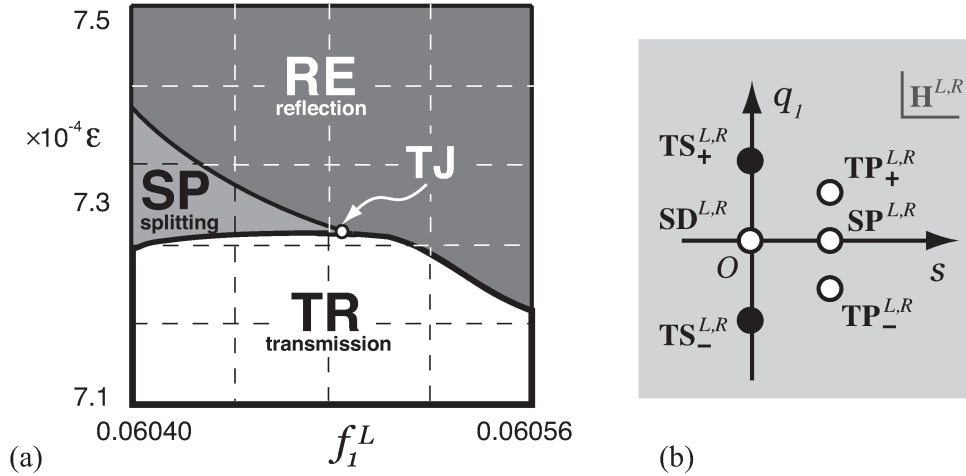 7.5
×10⁻⁴ ε
7.3
7.1
RE
reflection
TJ
SP
splitting
TR
transmission
0.06040
f₁ᴸ
0.06056
(a)
q₁
H^{L,R}
TS₊^{L,R}
TP₊^{L,R}
SD^{L,R}
SP^{L,R}
O
s
TS₋^{L,R}
TP₋^{L,R}
(b)